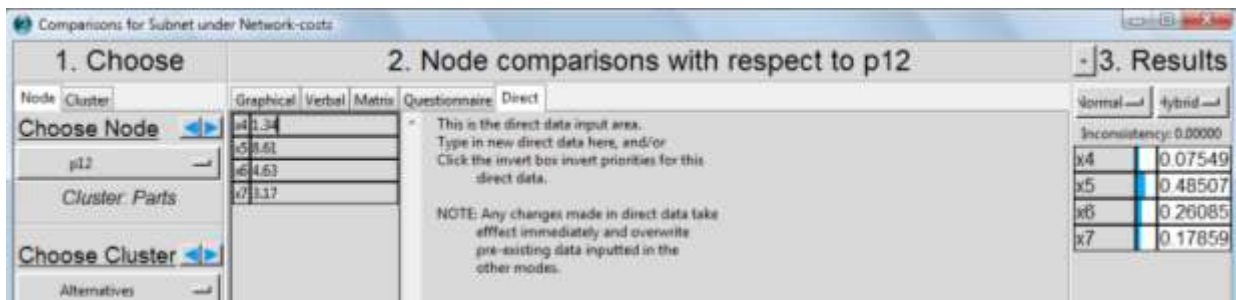 Comparisons for Subnet under Network-costs
1. Choose
Node Cluster
Choose Node
p12
Cluster: Parts
Choose Cluster
Alternatives
2. Node comparisons with respect to p12
Graphical Verbal Matrix Questionnaire Direct
x4 1.34
x5 8.61
x6 4.63
x7 3.17
This is the direct data input area.
Type in new direct data here, and/or
Click the invert box invert priorities for this
direct data.
NOTE: Any changes made in direct data take
efffect immediately and overwrite
pre-existing data inputted in the
other modes.
- 3. Results
Normal Hybrid
Inconsistency: 0.00000
x4 0.07549
x5 0.48507
x6 0.26085
x7 0.17859